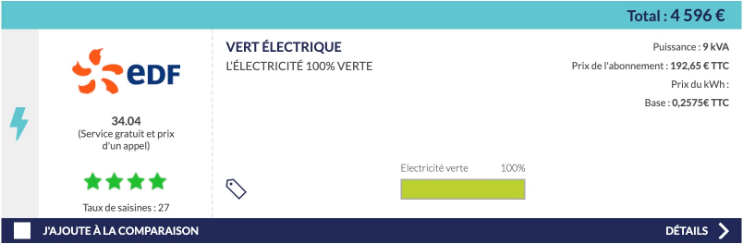 Total : 4 596 €
eDF
34.04
(Service gratuit et prix
d'un appel)
Taux de saisines : 27
VERT ÉLECTRIQUE
L'ÉLECTRICITÉ 100% VERTE
Electricité verte 100%
Puissance : 9 kVA
Prix de l'abonnement : 192,65 € TTC
Prix du kWh :
Base : 0,2575€ TTC
J'AJOUTE À LA COMPARAISON
DÉTAILS